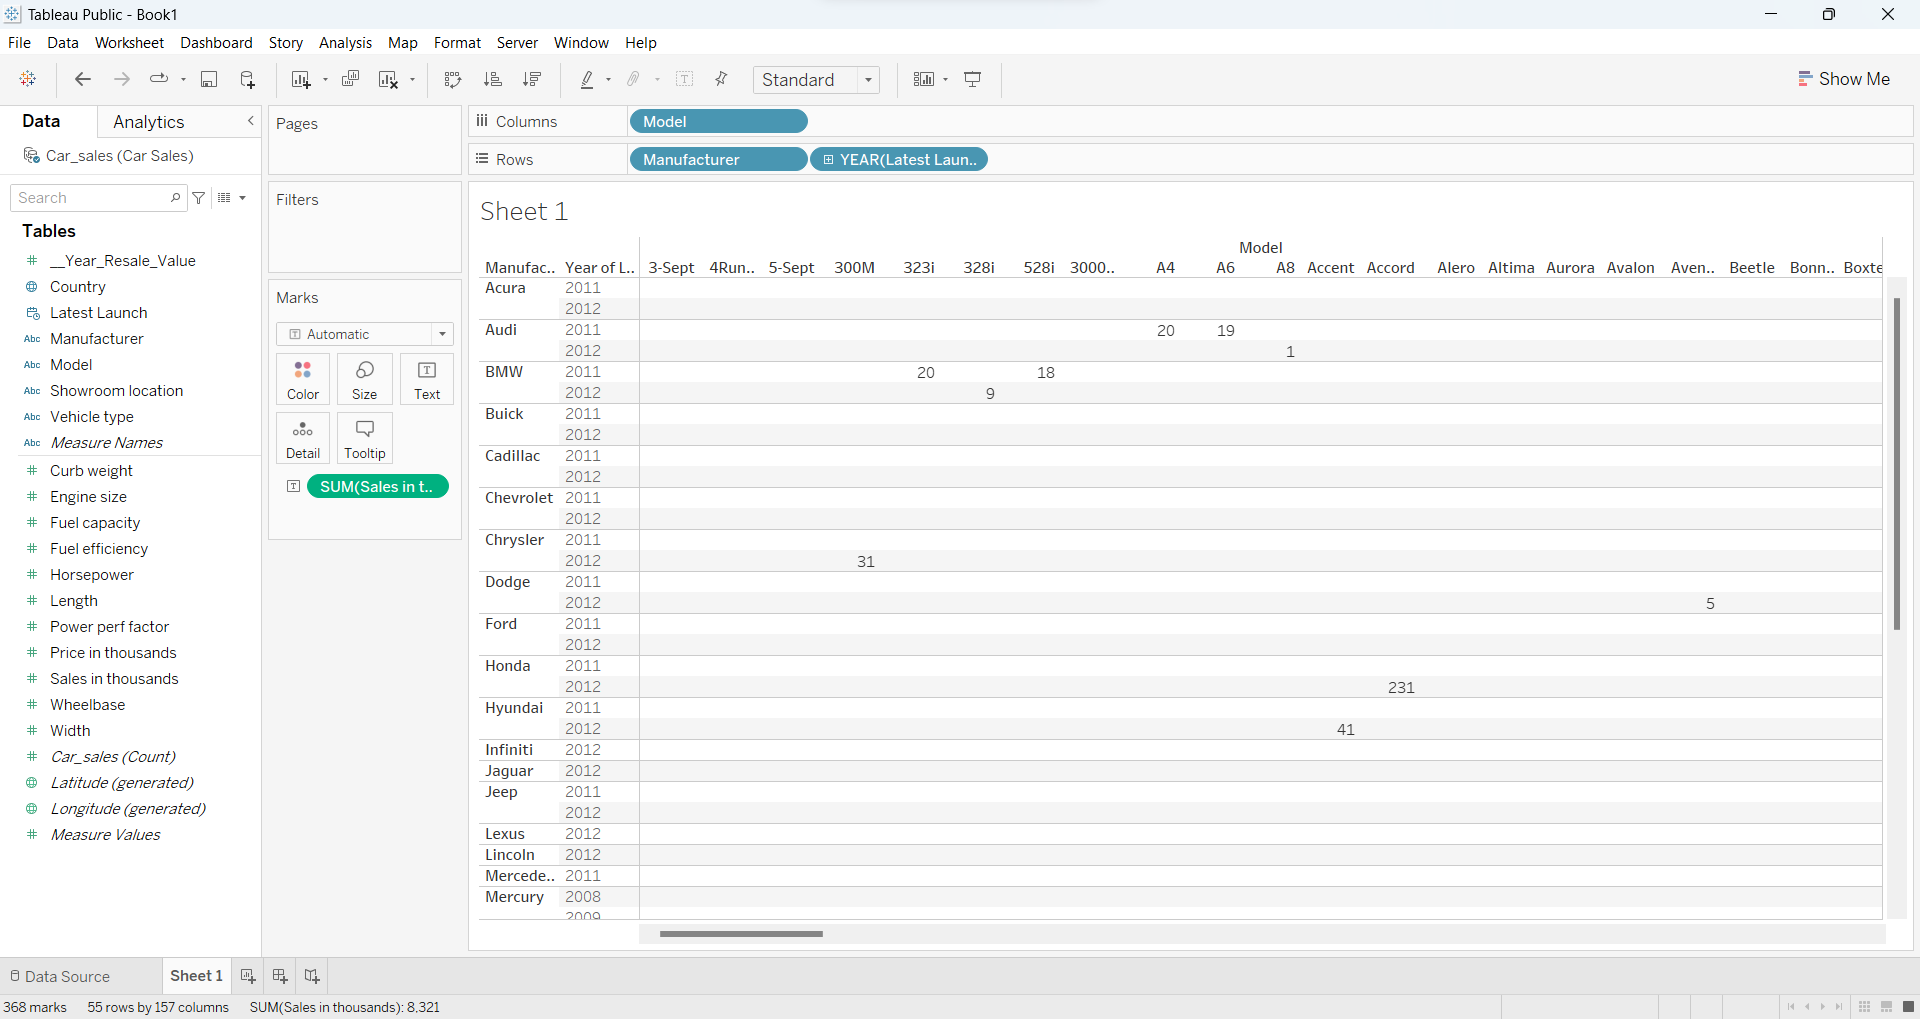 Tableau Public - Book1
File Data Worksheet Dashboard Story Analysis Map Format Server Window Help
Standard
Show Me
Data Analytics
Car_sales (Car Sales)
Search
Tables
__Year_Resale_Value
Country
Latest Launch
Abc Manufacturer
Abc Model
Abc Showroom location
Abc Vehicle type
Abc Measure Names
Curb weight
Engine size
Fuel capacity
Fuel efficiency
Horsepower
Length
Power perf factor
Price in thousands
Sales in thousands
Wheelbase
Width
Car_sales (Count)
Latitude (generated)
Longitude (generated)
Measure Values
Pages
Filters
Marks
Automatic
Color Size Text
Detail Tooltip
SUM(Sales in t..
Columns Model
Rows Manufacturer YEAR(Latest Laun..
Sheet 1
Model
Manufac.. Year of L.. 3-Sept 4Run.. 5-Sept 300M 323i 328i 528i 3000.. A4 A6 A8 Accent Accord Alero Altima Aurora Avalon Aven.. Beetle Bonn.. Boxte
Acura 2011
2012
Audi 2011 20 19
2012 1
BMW 2011 20 18
2012 9
Buick 2011
2012
Cadillac 2011
2012
Chevrolet 2011
2012
Chrysler 2011
2012 31
Dodge 2011
2012 5
Ford 2011
2012
Honda 2011
2012 231
Hyundai 2011
2012 41
Infiniti 2012
Jaguar 2012
Jeep 2011
2012
Lexus 2012
Lincoln 2012
Mercede.. 2011
Mercury 2008
2009
Data Source Sheet 1
368 marks 55 rows by 157 columns SUM(Sales in thousands): 8,321